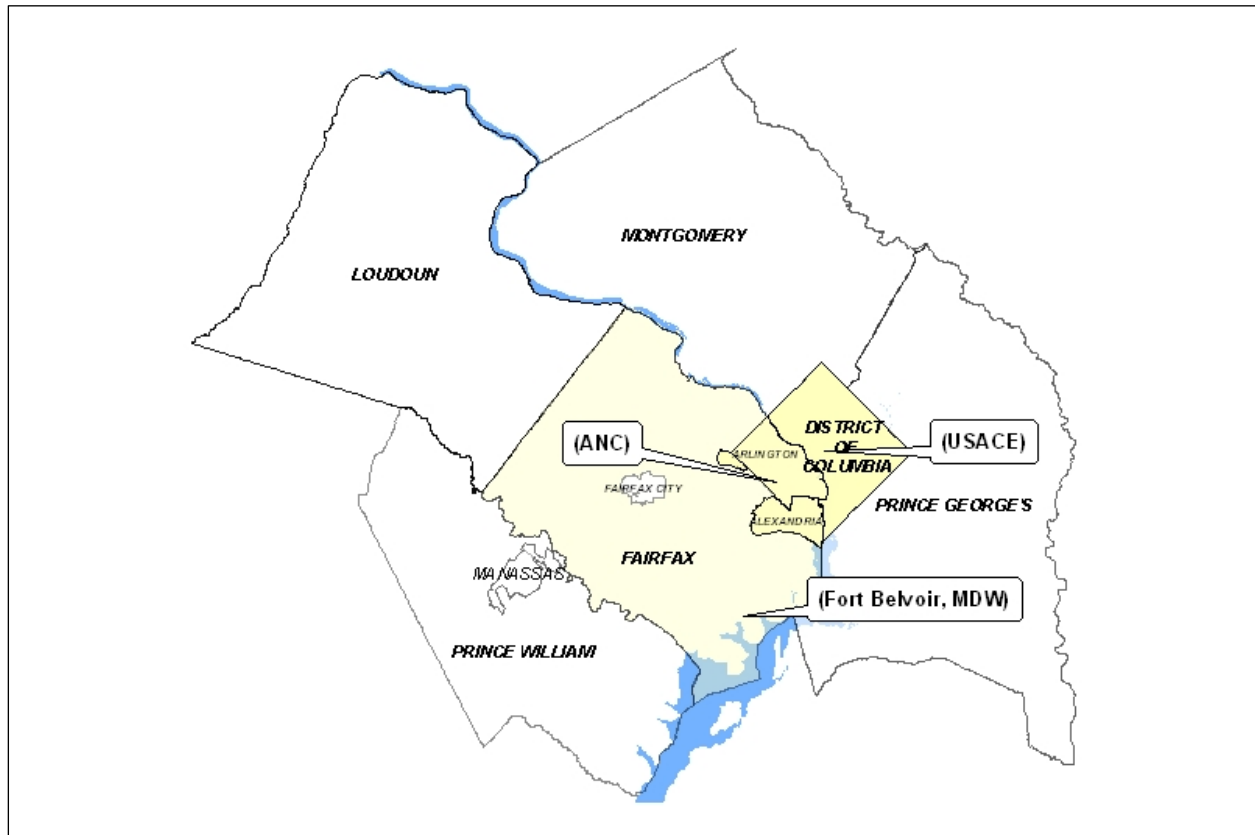 MONTGOMERY
LOUDOUN
DISTRICT
OF
COLUMBIA
(ANC)
(USACE)
ARLINGTON
FAIRFAX CITY
PRINCE GEORGE'S
ALEXANDRIA
FAIRFAX
MANASSAS
(Fort Belvoir, MDW)
PRINCE WILLIAM